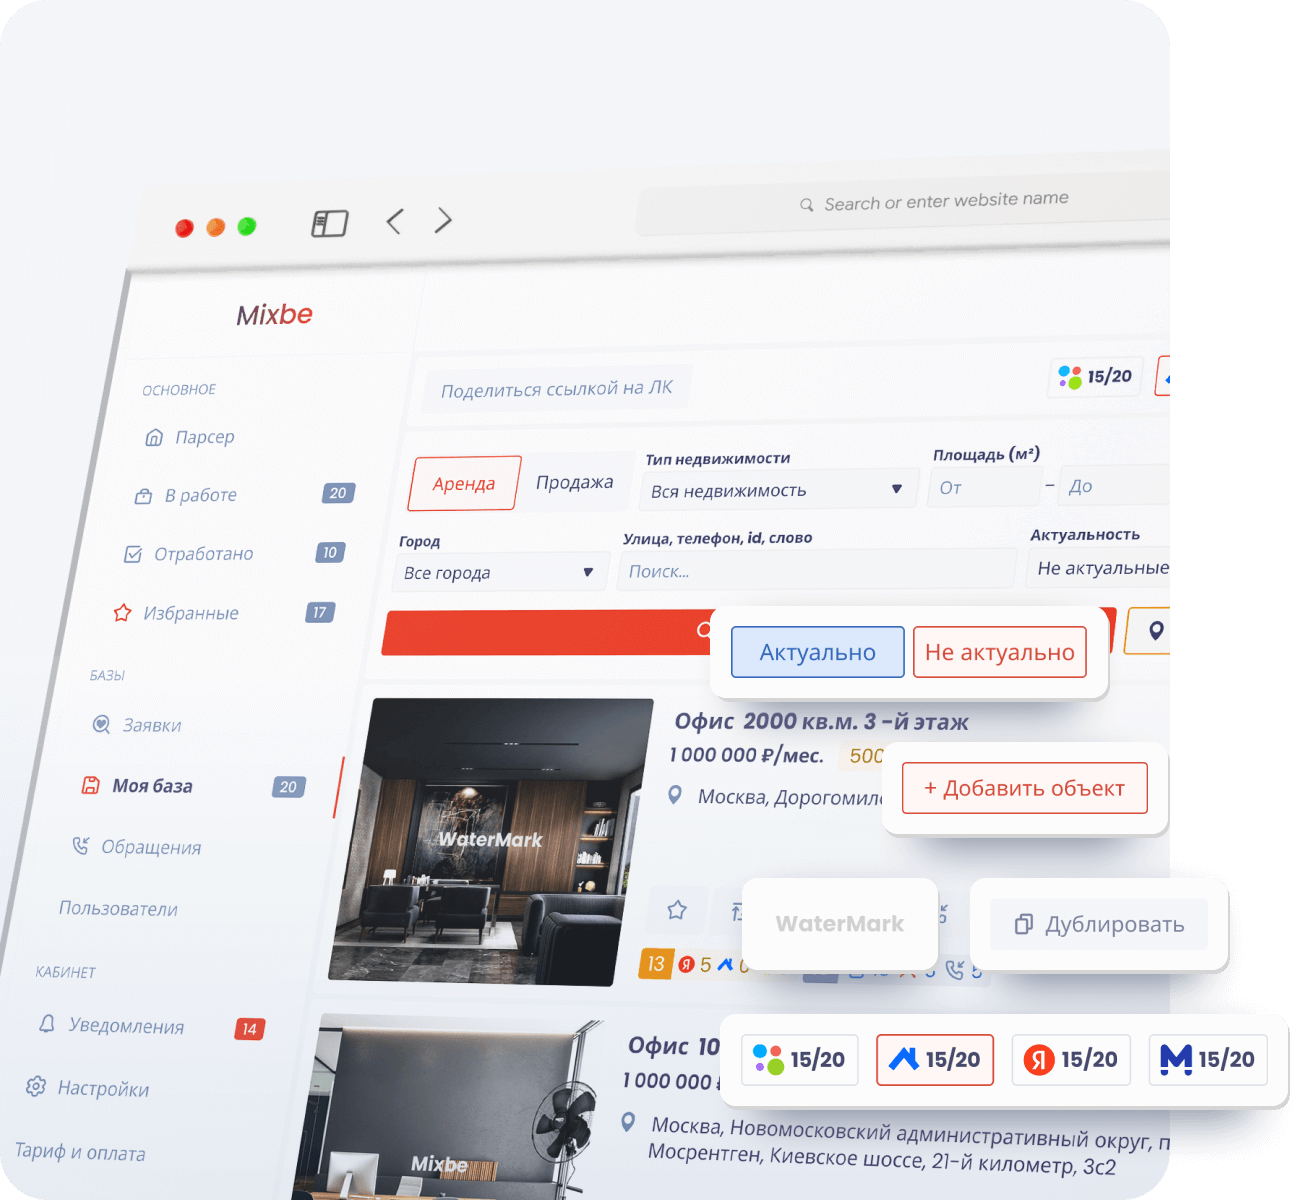 Search or enter website name
Mixbe
ОСНОВНОЕ
Парсер
В работе 20
Отработано 10
Избранные 17
БАЗЫ
Заявки
Моя база 20
Обращения
Пользователи
КАБИНЕТ
Уведомления 14
Настройки
Тариф и оплата
Поделиться ссылкой на ЛК
15/20
Аренда Продажа
Тип недвижимости
Вся недвижимость
Площадь (м²)
От – До
Город
Все города
Улица, телефон, id, слово
Поиск...
Актуальность
Не актуальные
Актуально Не актуально
WaterMark
Офис 2000 кв.м. 3 -й этаж
1 000 000 ₽/мес. 500
Москва,
+ Добавить объект
WaterMark
Дублировать
13 Я 5
5
15/20 15/20 Я 15/20 M 15/20
Mixbe
Офис 10
1 000 000
Москва, Новомосковский административный округ, п
Мосрентген, Киевское шоссе, 21-й километр, 3с2